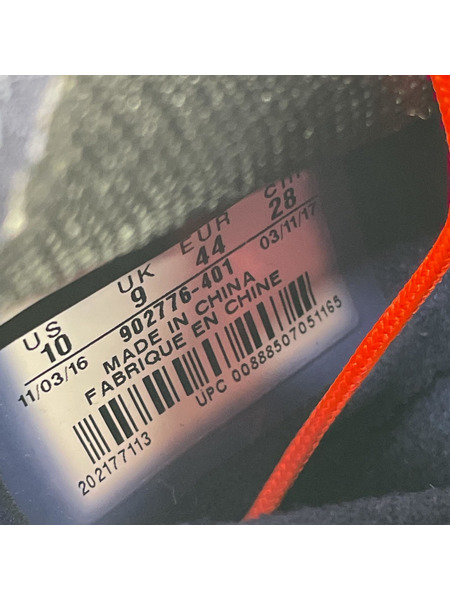 US UK EUR cm
10 9 44 28
11/03/16 902776-401 03/11/17
MADE IN CHINA
FABRIQUE EN CHINE
UPC 00888507051165
202177113